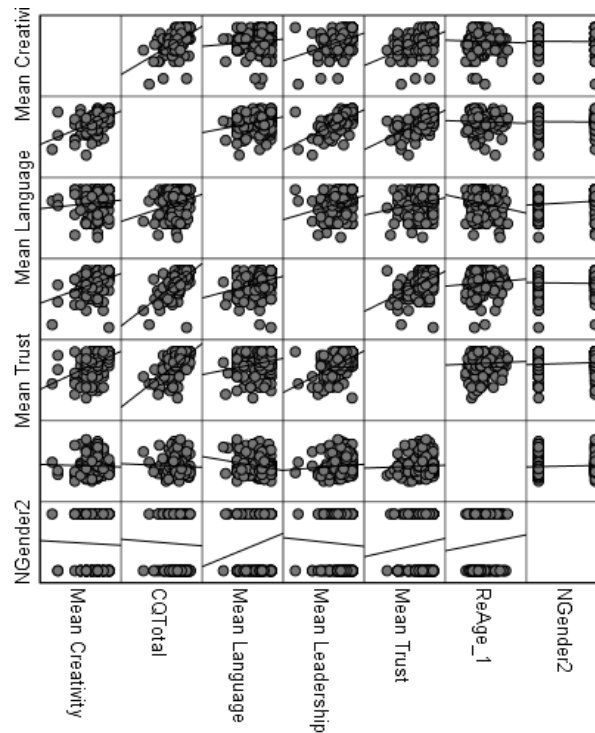 Mean Creativi
Mean Language
Mean Trust
NGender2
Mean Creativity
CQTotal
Mean Language
Mean Leadership
Mean Trust
ReAge_1
NGender2